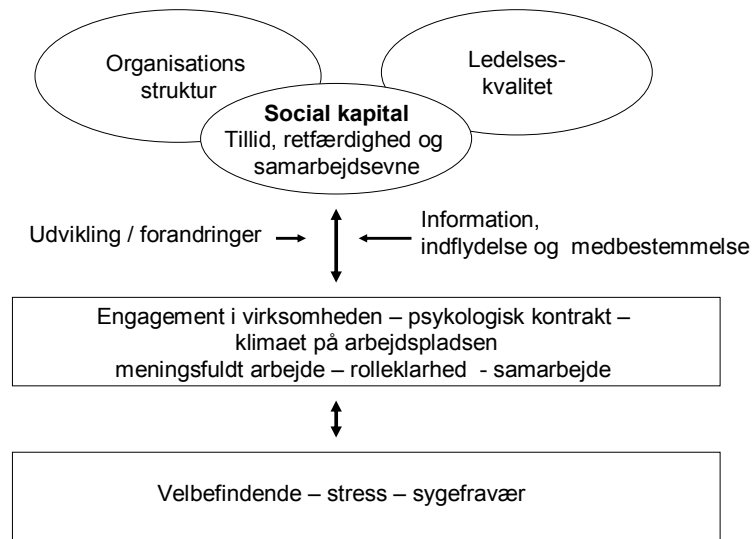 Organisations
struktur
Ledelses-
kvalitet
Social kapital
Tillid, retfærdighed og
samarbejdsevne
Udvikling / forandringer
Information,
indflydelse og medbestemmelse
Engagement i virksomheden – psykologisk kontrakt –
klimaet på arbejdspladsen
meningsfuldt arbejde – rolleklarhed - samarbejde
Velbefindende – stress – sygefravær